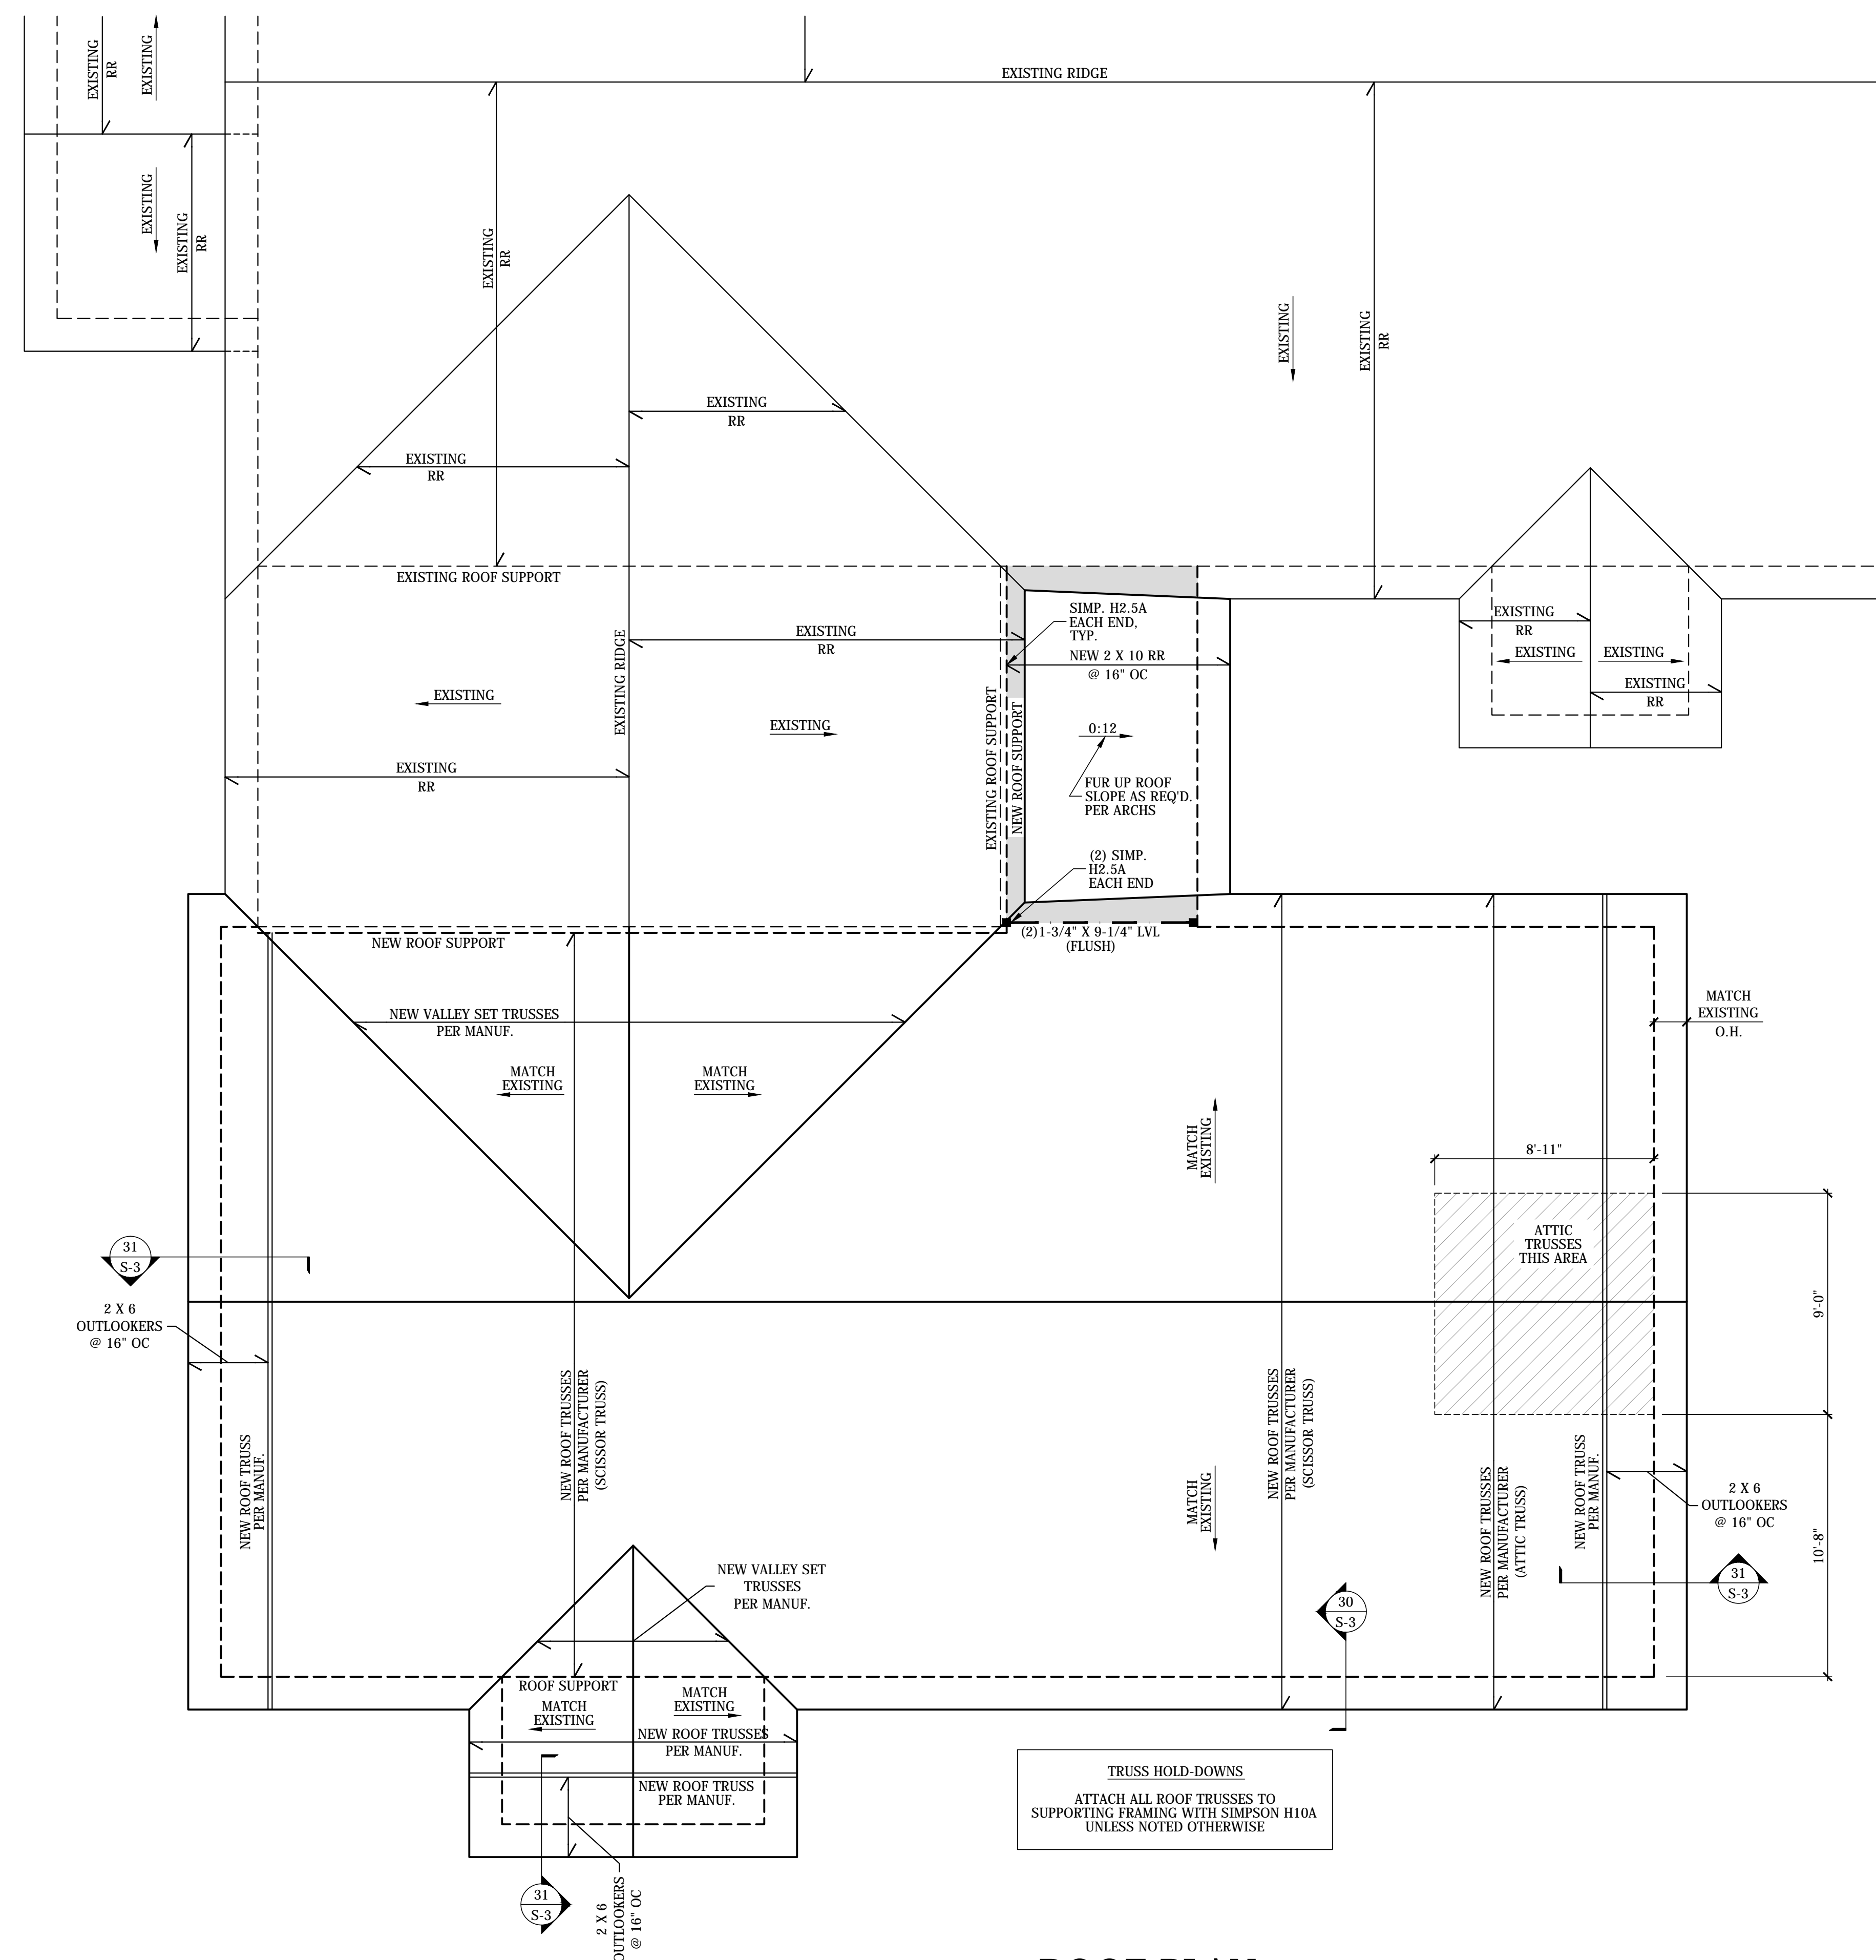 EXISTING
RR
EXISTING
EXISTING RIDGE
EXISTING
EXISTING
RR
EXISTING
RR
EXISTING
EXISTING
RR
EXISTING
RR
EXISTING
RR
EXISTING ROOF SUPPORT
SIMP. H2.5A
EACH END,
TYP.
EXISTING
RR
EXISTING
RR
EXISTING
EXISTING
NEW 2 X 10 RR
@ 16" OC
EXISTING RIDGE
EXISTING
EXISTING
EXISTING
RR
EXISTING ROOF SUPPORT
NEW ROOF SUPPORT
0:12
EXISTING
RR
FUR UP ROOF
SLOPE AS REQ'D.
PER ARCHS
(2) SIMP.
H2.5A
EACH END
(2)1-3/4" X 9-1/4" LVL
(FLUSH)
NEW ROOF SUPPORT
MATCH
EXISTING
O.H.
NEW VALLEY SET TRUSSES
PER MANUF.
MATCH
EXISTING
MATCH
EXISTING
MATCH
EXISTING
8'-11"
ATTIC
TRUSSES
THIS AREA
31
S-3
2 X 6
OUTLOOKERS
@ 16" OC
9'-0"
NEW ROOF TRUSS
PER MANUF.
NEW ROOF TRUSSES
PER MANUFACTURER
(SCISSOR TRUSS)
NEW ROOF TRUSSES
PER MANUFACTURER
(SCISSOR TRUSS)
MATCH
EXISTING
NEW ROOF TRUSSES
PER MANUFACTURER
(ATTIC TRUSS)
NEW ROOF TRUSS
PER MANUF.
2 X 6
OUTLOOKERS
@ 16" OC
10'-8"
31
S-3
30
S-3
NEW VALLEY SET
TRUSSES
PER MANUF.
ROOF SUPPORT
MATCH
EXISTING
MATCH
EXISTING
NEW ROOF TRUSSES
PER MANUF.
NEW ROOF TRUSS
PER MANUF.
TRUSS HOLD-DOWNS
ATTACH ALL ROOF TRUSSES TO
SUPPORTING FRAMING WITH SIMPSON H10A
UNLESS NOTED OTHERWISE
31
S-3
2 X 6
OUTLOOKERS
@ 16" OC
ROOF PLAN